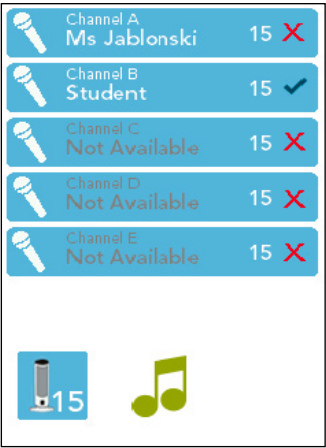 Channel A
Ms Jablonski 15
Channel B
Student 15
Channel C
Not Available 15
Channel D
Not Available 15
Channel E
Not Available 15
15